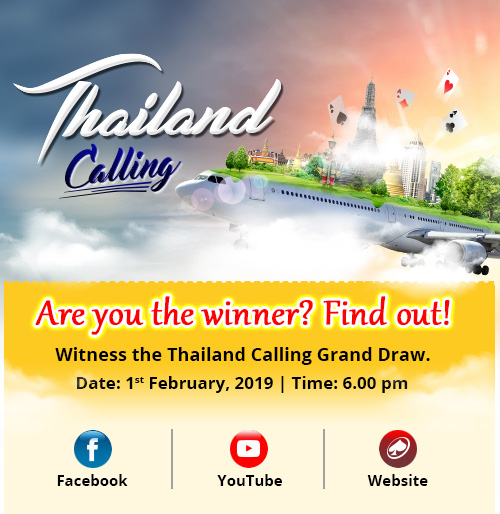 Thailand
Calling
Are you the winner? Find out!
Witness the Thailand Calling Grand Draw.
Date: 1st February, 2019 | Time: 6.00 pm
Facebook
YouTube
Website